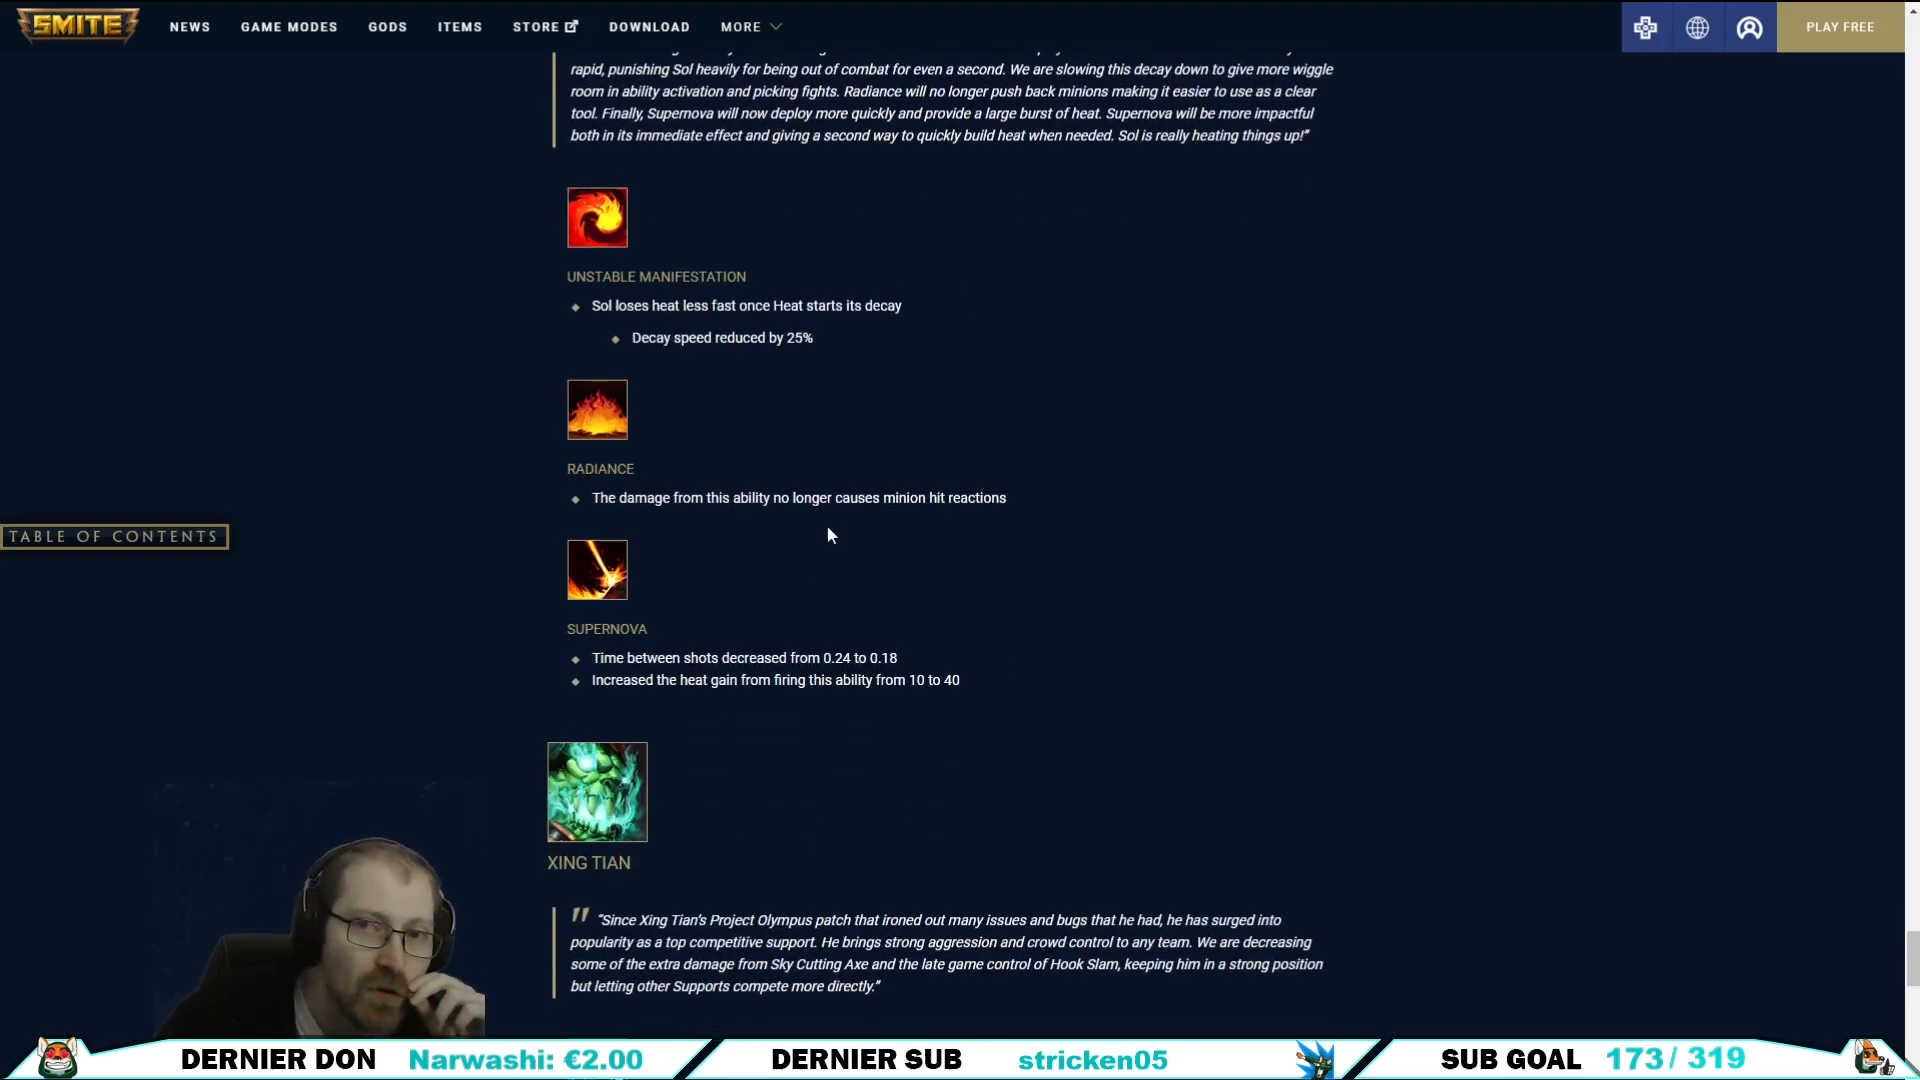 SMITE
NEWS
GAME MODES
GODS
ITEMS
STORE
DOWNLOAD
MORE
PLAY FREE
rapid, punishing Sol heavily for being out of combat for even a second. We are slowing this decay down to give more wiggle
room in ability activation and picking fights. Radiance will no longer push back minions making it easier to use as a clear
tool. Finally, Supernova will now deploy more quickly and provide a large burst of heat. Supernova will be more impactful
both in its immediate effect and giving a second way to quickly build heat when needed. Sol is really heating things up!”
UNSTABLE MANIFESTATION
Sol loses heat less fast once Heat starts its decay
Decay speed reduced by 25%
RADIANCE
The damage from this ability no longer causes minion hit reactions
TABLE OF CONTENTS
SUPERNOVA
Time between shots decreased from 0.24 to 0.18
Increased the heat gain from firing this ability from 10 to 40
XING TIAN
“Since Xing Tian's Project Olympus patch that ironed out many issues and bugs that he had, he has surged into
popularity as a top competitive support. He brings strong aggression and crowd control to any team. We are decreasing
some of the extra damage from Sky Cutting Axe and the late game control of Hook Slam, keeping him in a strong position
but letting other Supports compete more directly.”
DERNIER DON Narwashi: €2.00
DERNIER SUB stricken05
SUB GOAL 173 / 319